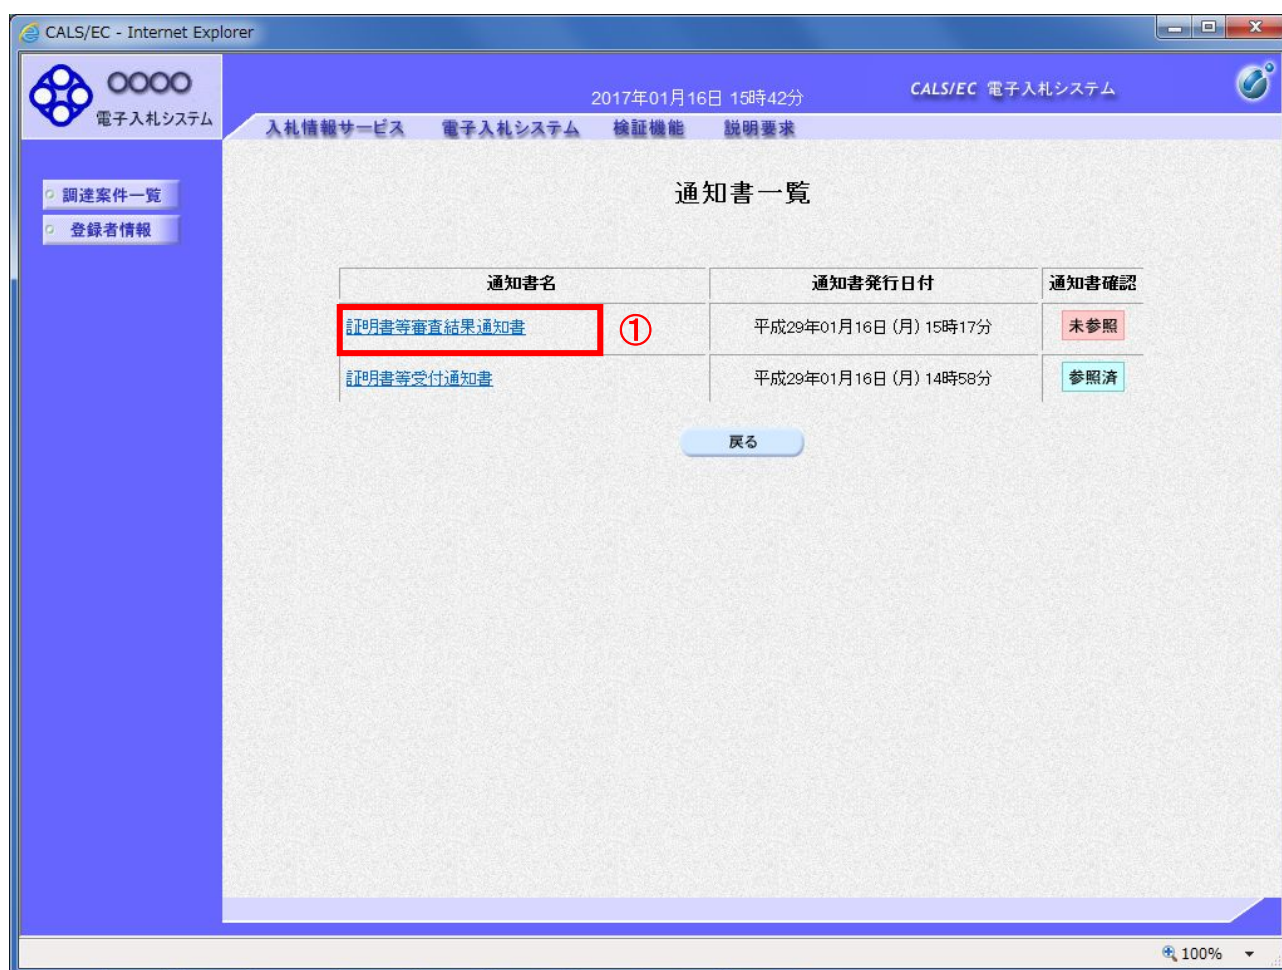 CALS/EC - Internet Explorer
〇〇〇〇
電子入札システム
2017年01月16日 15時42分
CALS/EC 電子入札システム
入札情報サービス 電子入札システム 検証機能 説明要求
調達案件一覧
登録者情報
通知書一覧
通知書名 通知書発行日付 通知書確認
証明書等審査結果通知書 ① 平成29年01月16日 (月) 15時17分 未参照
証明書等受付通知書 平成29年01月16日 (月) 14時58分 参照済
戻る
100%